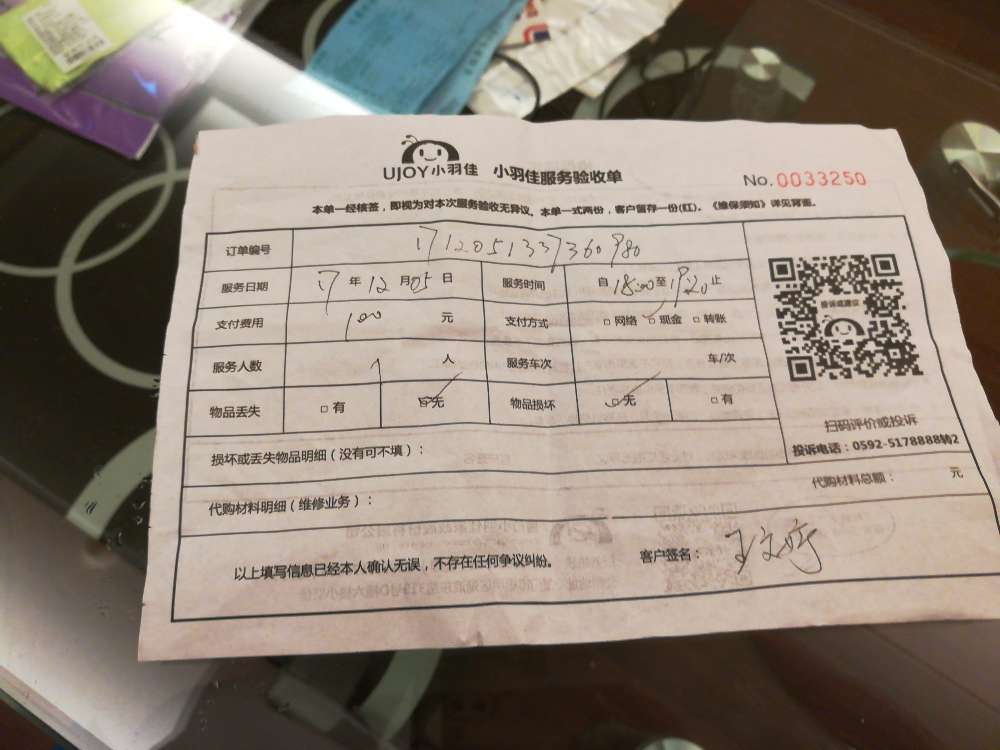 UJOY小羽佳 小羽佳服务验收单
No. 0033250
本单一经核签，即视为对本次服务验收无异议。本单一式两份，客户留存一份(红)。《维保须知》详见背面。
订单编号 1712051337360980
服务日期 17 年 12 月 05 日 服务时间 自 18:00 至 19:20 止
支付费用 100 元 支付方式 □ 网络 □ 现金 □ 转账
服务人数 1 人 服务车次 车/次
物品丢失 □ 有 □ 无 物品损坏 □ 无 □ 有
投诉或建议
扫码评价或投诉
投诉电话：0592-5178888转2
损坏或丢失物品明细（没有可不填）：
代购材料明细（维修业务）： 代购材料总额： 元
以上填写信息已经本人确认无误，不存在任何争议纠纷。 客户签名： 王文婷